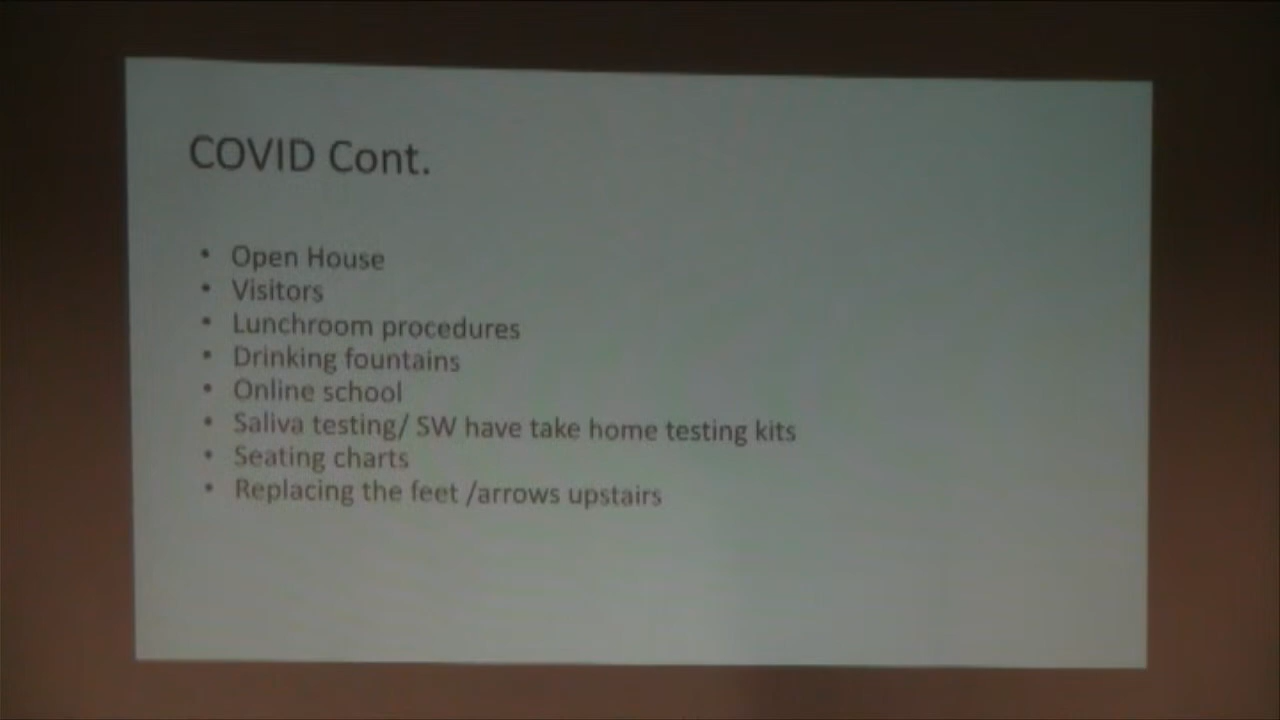 COVID Cont.
• Open House
• Visitors
• Lunchroom procedures
• Drinking fountains
• Online school
• Saliva testing/ SW have take home testing kits
• Seating charts
• Replacing the feet /arrows upstairs